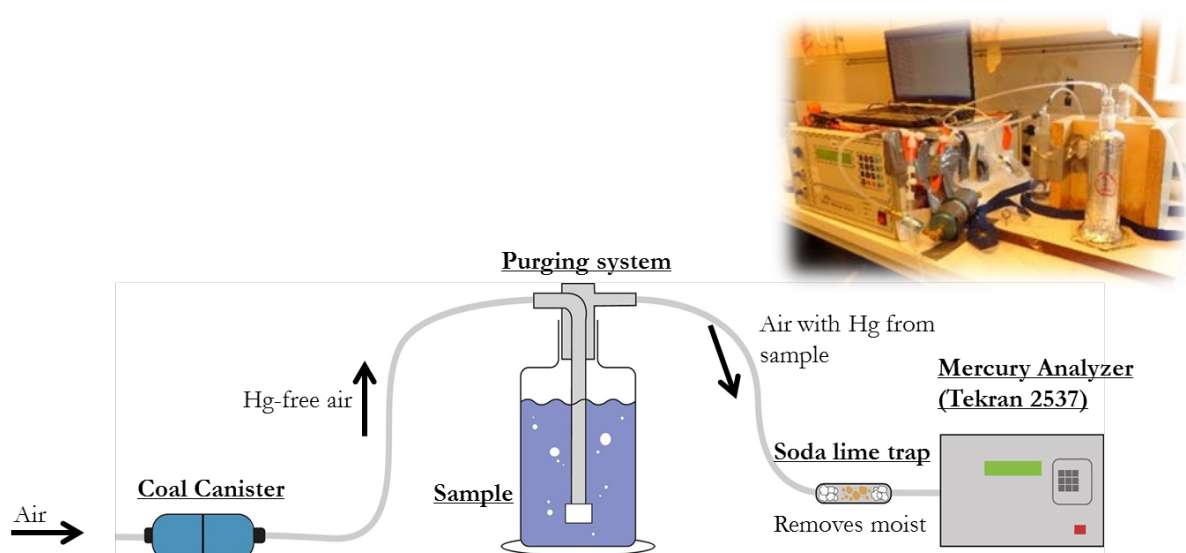 Purging system
Air with Hg from
sample
Mercury Analyzer
(Tekran 2537)
Hg-free air
Soda lime trap
Coal Canister
Sample
Air
Removes moist